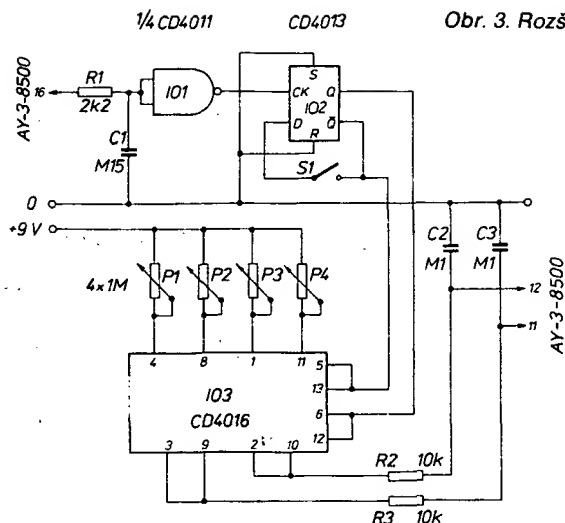 1/4 CD4011
CD4013
Obr. 3. Rozš
AY-3-8500
16
R1
2k2
IO1
C1
M15
S
CK
Q
IO2
D
Q̄
R
S1
0
+9 V
C2
M1
C3
M1
4x1M
P1
P2
P3
P4
12
11
AY-3-8500
4
8
1
11
5
13
6
12
IO3
CD4016
3
9
2
10
R2
10k
R3
10k